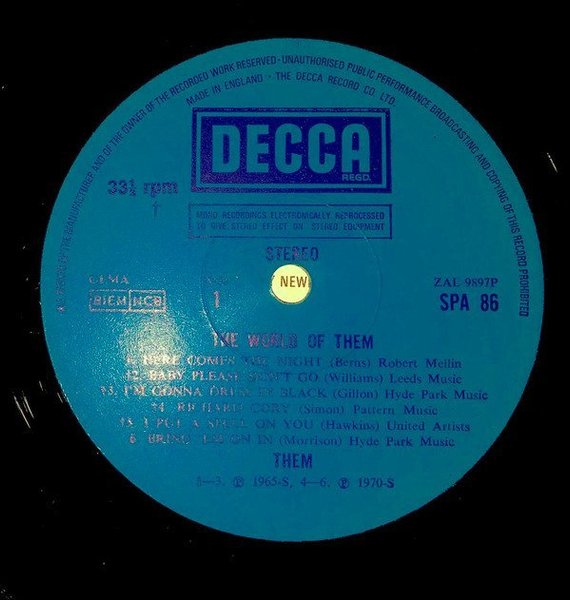 OF THE MANUFACTURER AND OF THE OWNER OF THE RECORDED WORK RESERVED · UNAUTHORISED PUBLIC PERFORMANCE, BROADCASTING AND COPYING OF THIS RECORD PROHIBITED
MADE IN ENGLAND · THE DECCA RECORD CO. LTD.
DECCA
REGD.
33⅓ rpm
MONO RECORDINGS ELECTRONICALLY REPROCESSED
TO GIVE STEREO EFFECT ON STEREO EQUIPMENT
STEREO
GEMA
BIEM NCB
1
NEW
ZAL 9897P
SPA 86
THE WORLD OF THEM
1. HERE COMES THE NIGHT (Berns) Robert Mellin
2. BABY PLEASE DON'T GO (Williams) Leeds Music
3. I'M GONNA DRESS IN BLACK (Gillon) Hyde Park Music
4. RICHARD CORY (Simon) Pattern Music
5. I PUT A SPELL ON YOU (Hawkins) United Artists
6. BRING 'EM ON IN (Morrison) Hyde Park Music
THEM
1—3. ℗ 1965-S, 4—6. ℗ 1970-S